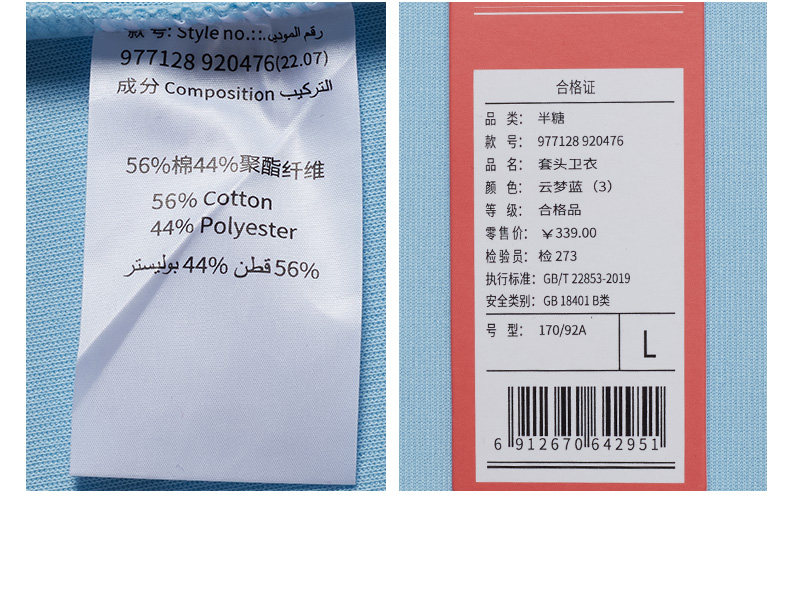 款 号: Style no.:: رقم الموديل.
977128 920476(22.07)
成 分 Composition التركيب
56%棉44%聚酯纤维
56% Cotton
44% Polyester
56% قطن 44% بوليستر
合格证
品 类: 半糖
款 号: 977128 920476
品 名: 套头卫衣
颜 色: 云梦蓝（3）
等 级: 合格品
零售价: ￥339.00
检验员: 检 273
执行标准: GB/T 22853-2019
安全类别: GB 18401 B类
号 型: 170/92A
L
6 912670 642951